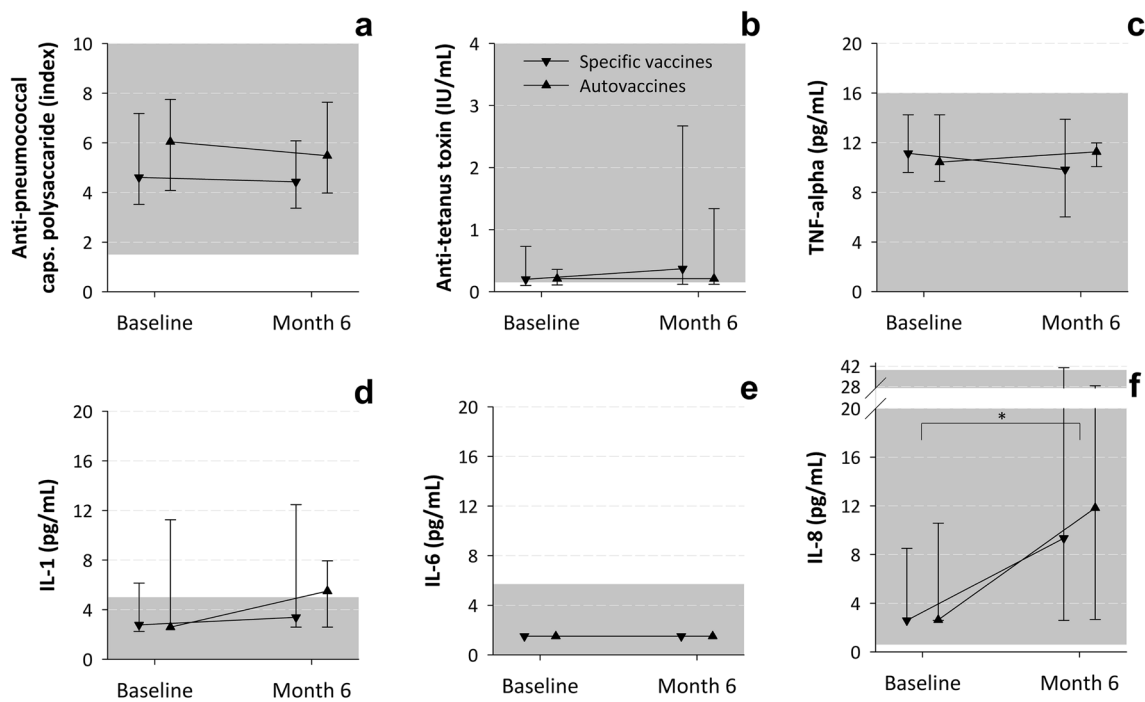 a
Anti-pneumococcal
caps. polysaccaride (index)
10
8
6
4
2
0
Baseline
Month 6
b
Anti-tetanus toxin (IU/mL)
4
3
2
1
0
Specific vaccines
Autovaccines
Baseline
Month 6
c
TNF-alpha (pg/mL)
20
16
12
8
4
0
Baseline
Month 6
d
IL-1 (pg/mL)
20
16
12
8
4
0
Baseline
Month 6
e
IL-6 (pg/mL)
20
16
12
8
4
0
Baseline
Month 6
f
IL-8 (pg/mL)
42
28
20
16
12
8
4
0
*
Baseline
Month 6